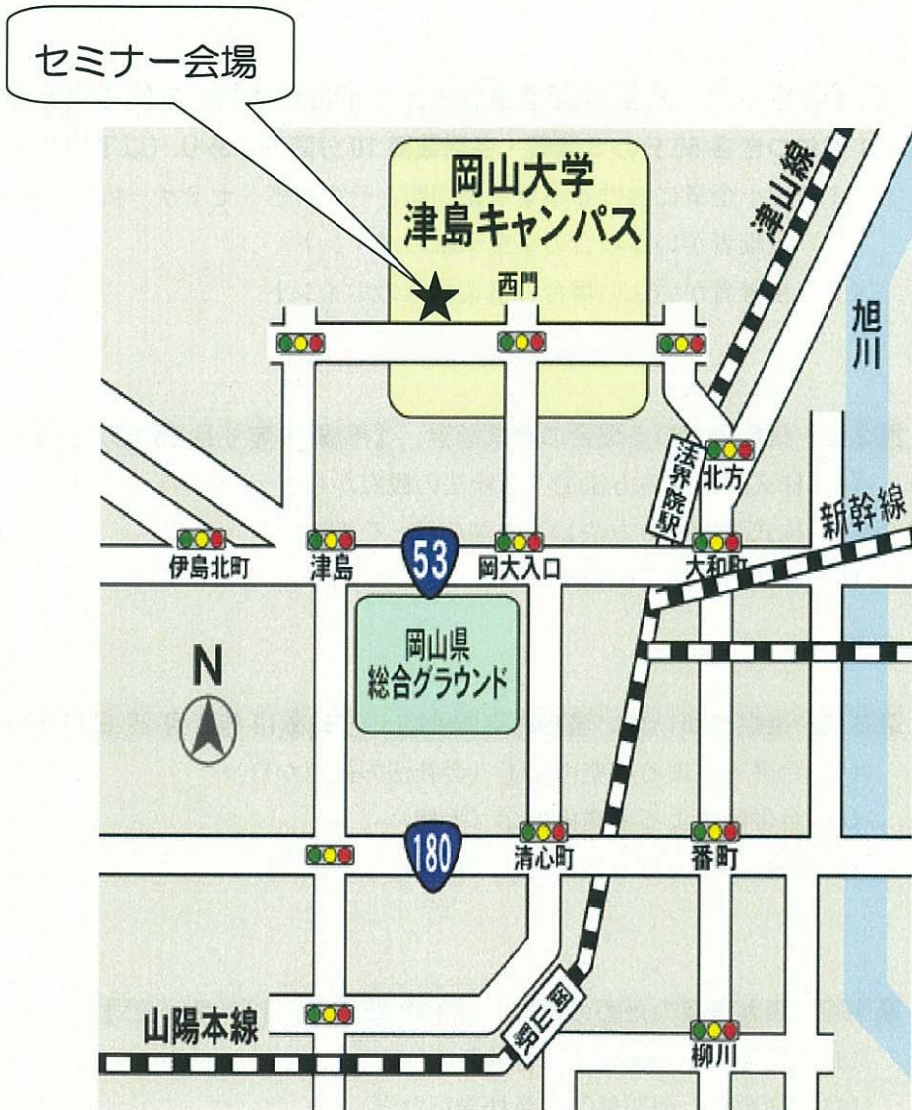 セミナー会場
岡山大学
津島キャンパス
西門
津山線
旭川
法界院駅
北方
新幹線
伊島北町
津島
53
岡大入口
大和町
岡山県
総合グラウンド
N
180
清心町
番町
山陽本線
岡山駅
柳川